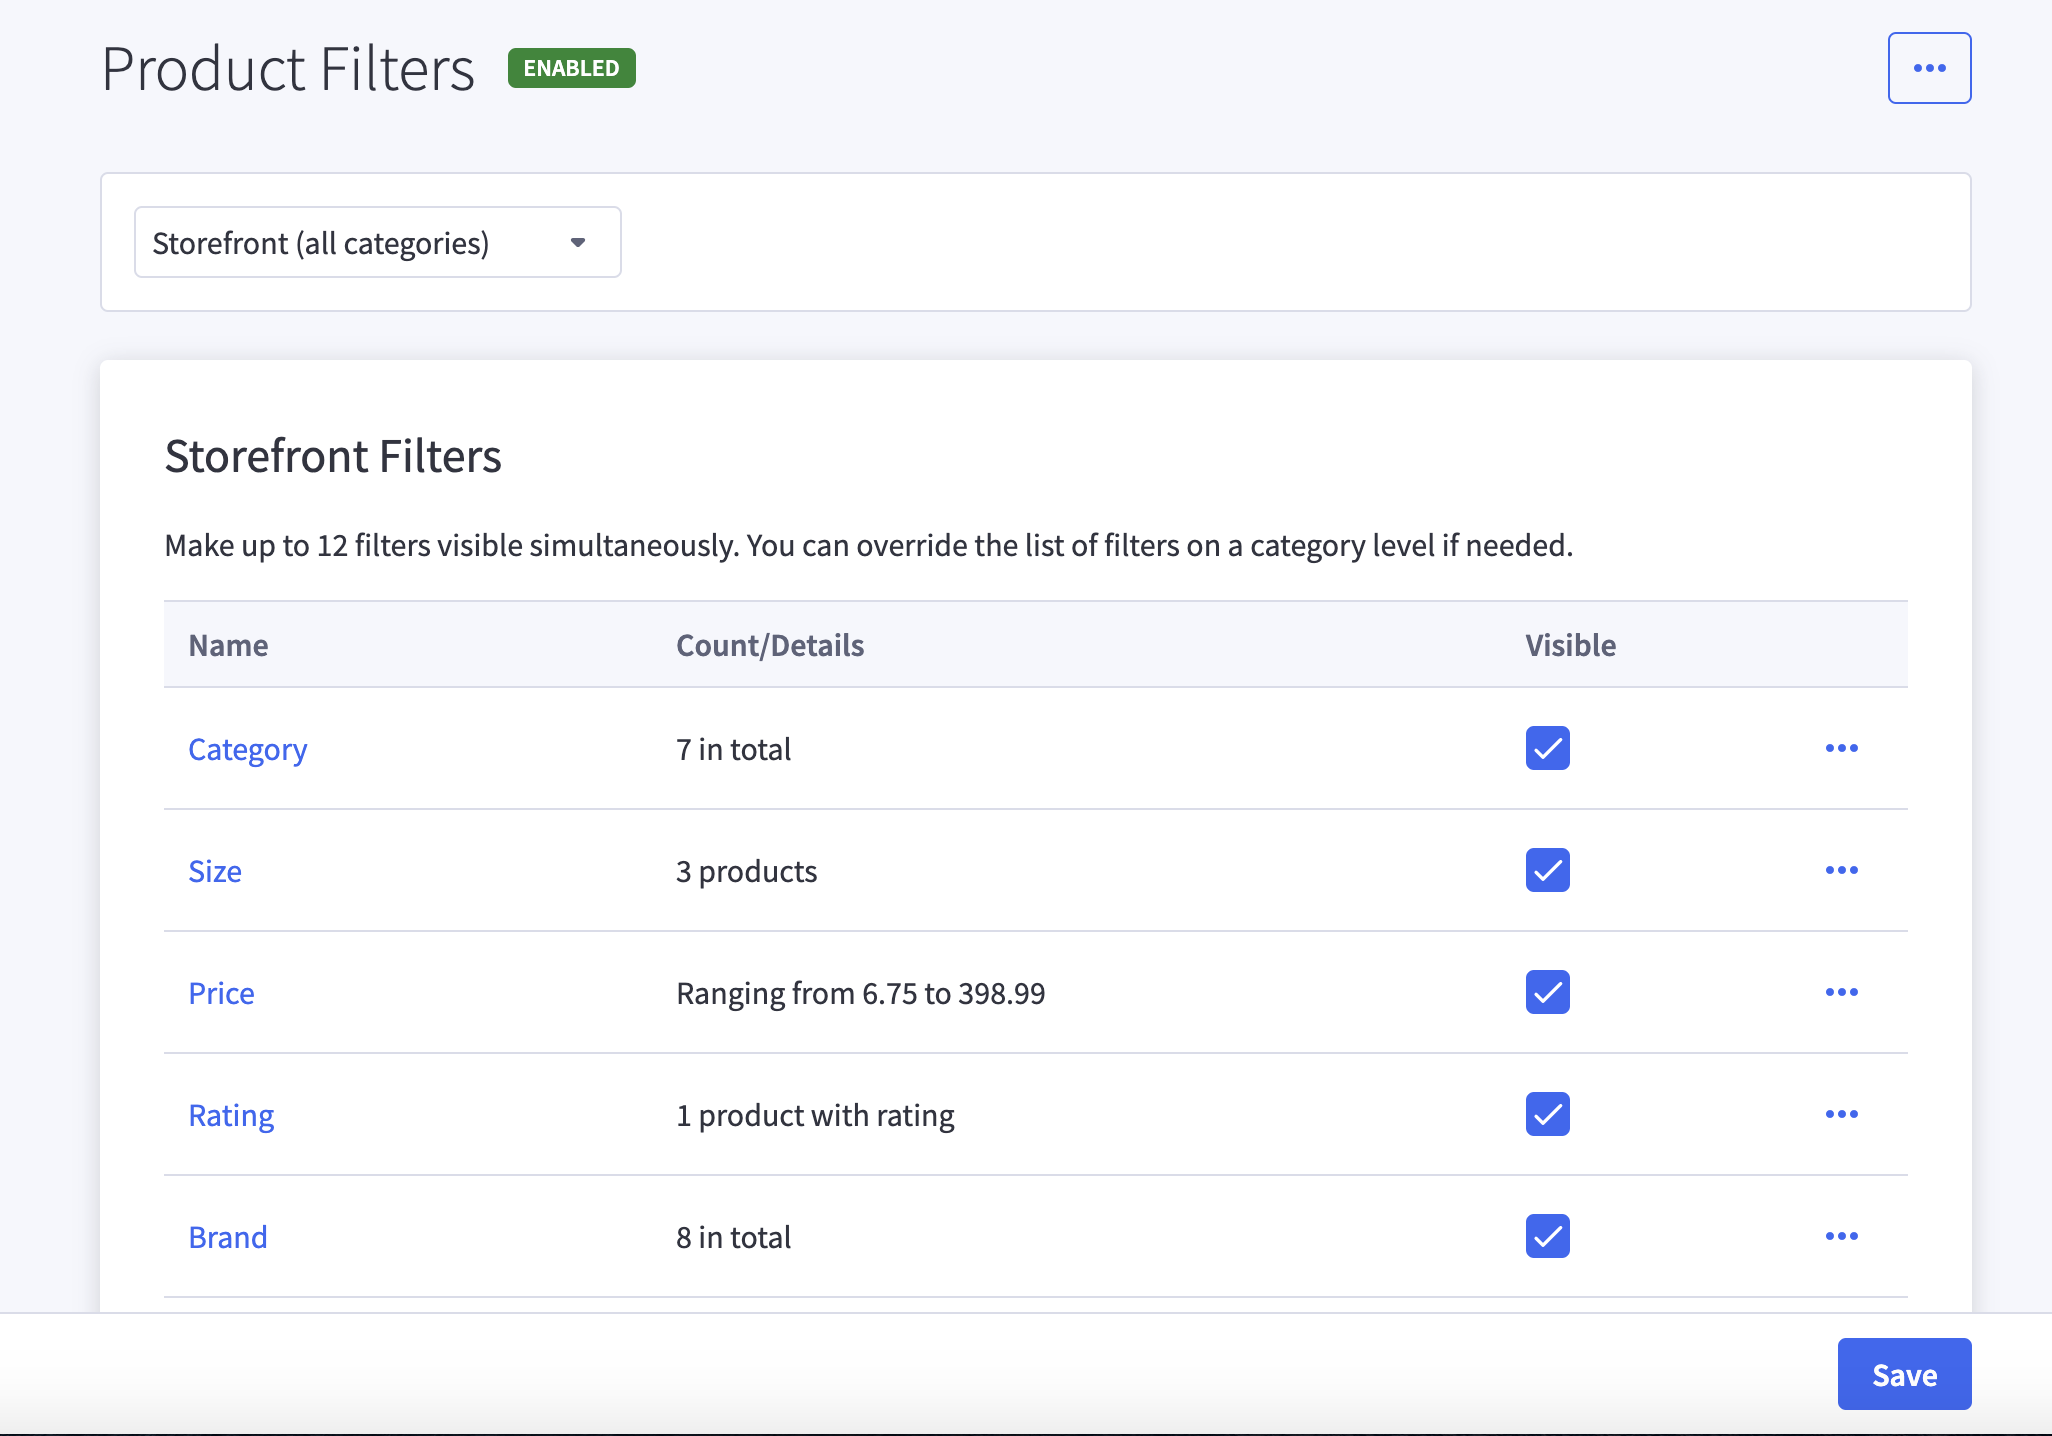 Product Filters ENABLED
Storefront (all categories)
Storefront Filters
Make up to 12 filters visible simultaneously. You can override the list of filters on a category level if needed.
Name Count/Details Visible
Category 7 in total
Size 3 products
Price Ranging from 6.75 to 398.99
Rating 1 product with rating
Brand 8 in total
Save